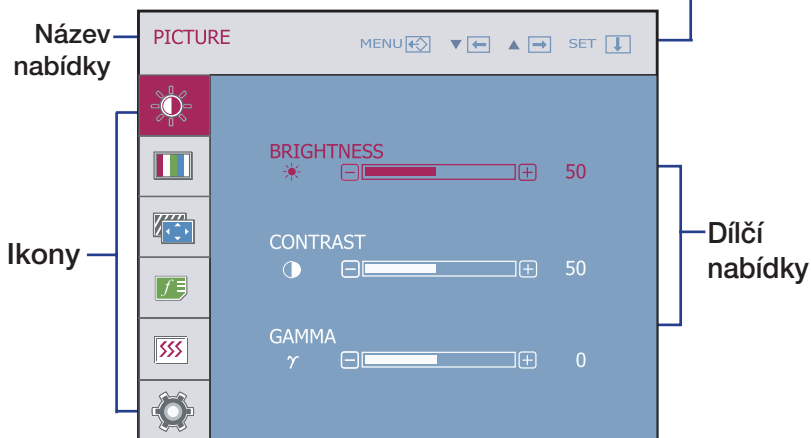 Název
nabídky
PICTURE
MENU ▼ ▲ SET
BRIGHTNESS
50
CONTRAST
50
GAMMA
γ 0
Ikony
Dílčí
nabídky